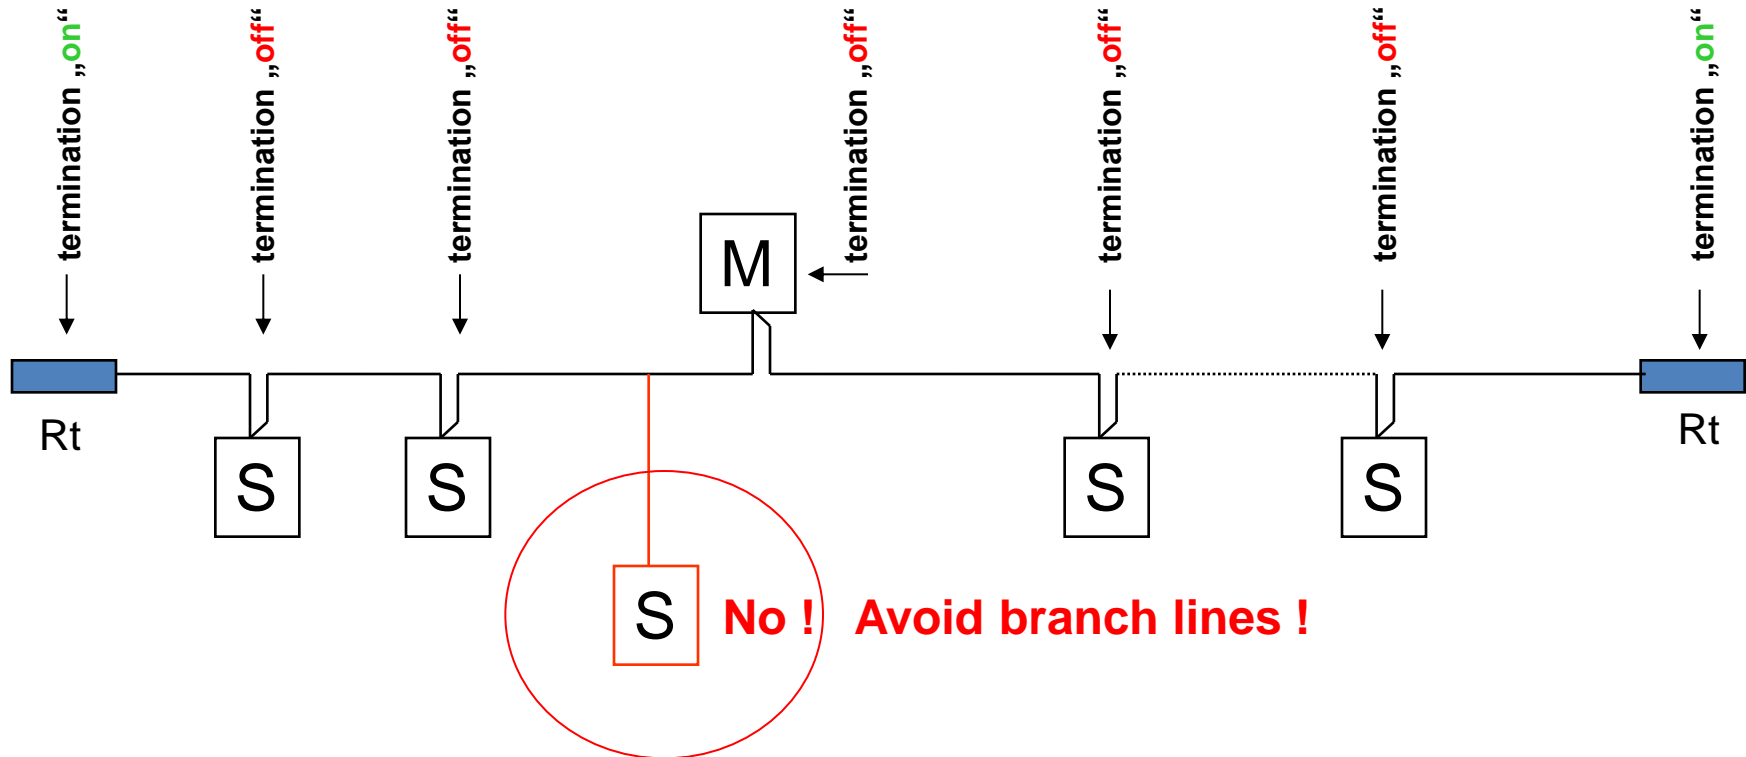 termination „on“
termination „off“
termination „off“
termination „off“
termination „off“
termination „off“
termination „on“
M
Rt
Rt
S
S
S
S
S
No ! Avoid branch lines !